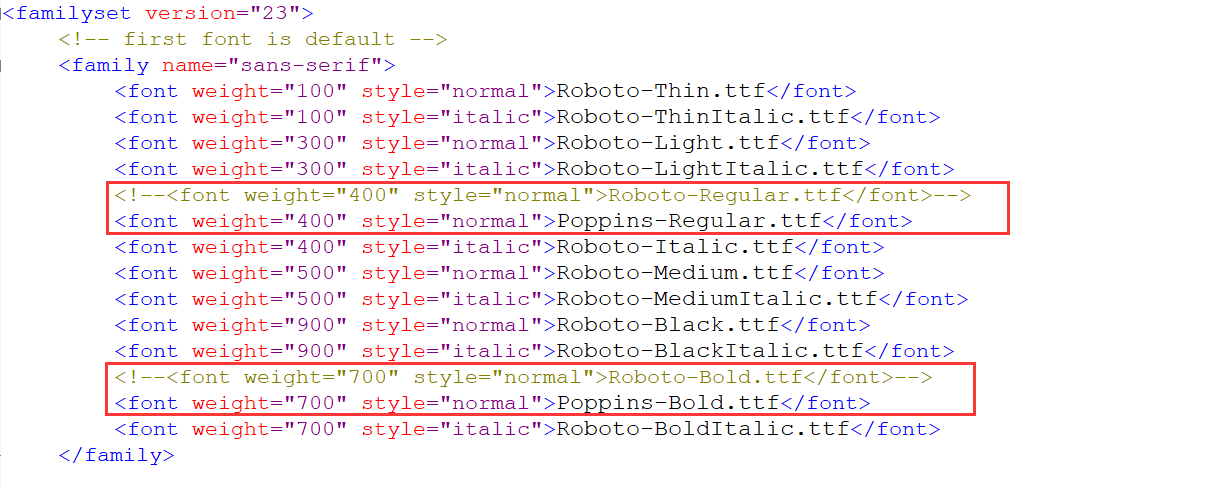 <familyset version="23">
<!-- first font is default -->
<family name="sans-serif">
<font weight="100" style="normal">Roboto-Thin.ttf</font>
<font weight="100" style="italic">Roboto-ThinItalic.ttf</font>
<font weight="300" style="normal">Roboto-Light.ttf</font>
<font weight="300" style="italic">Roboto-LightItalic.ttf</font>
<!--<font weight="400" style="normal">Roboto-Regular.ttf</font>-->
<font weight="400" style="normal">Poppins-Regular.ttf</font>
<font weight="400" style="italic">Roboto-Italic.ttf</font>
<font weight="500" style="normal">Roboto-Medium.ttf</font>
<font weight="500" style="italic">Roboto-MediumItalic.ttf</font>
<font weight="900" style="normal">Roboto-Black.ttf</font>
<font weight="900" style="italic">Roboto-BlackItalic.ttf</font>
<!--<font weight="700" style="normal">Roboto-Bold.ttf</font>-->
<font weight="700" style="normal">Poppins-Bold.ttf</font>
<font weight="700" style="italic">Roboto-BoldItalic.ttf</font>
</family>